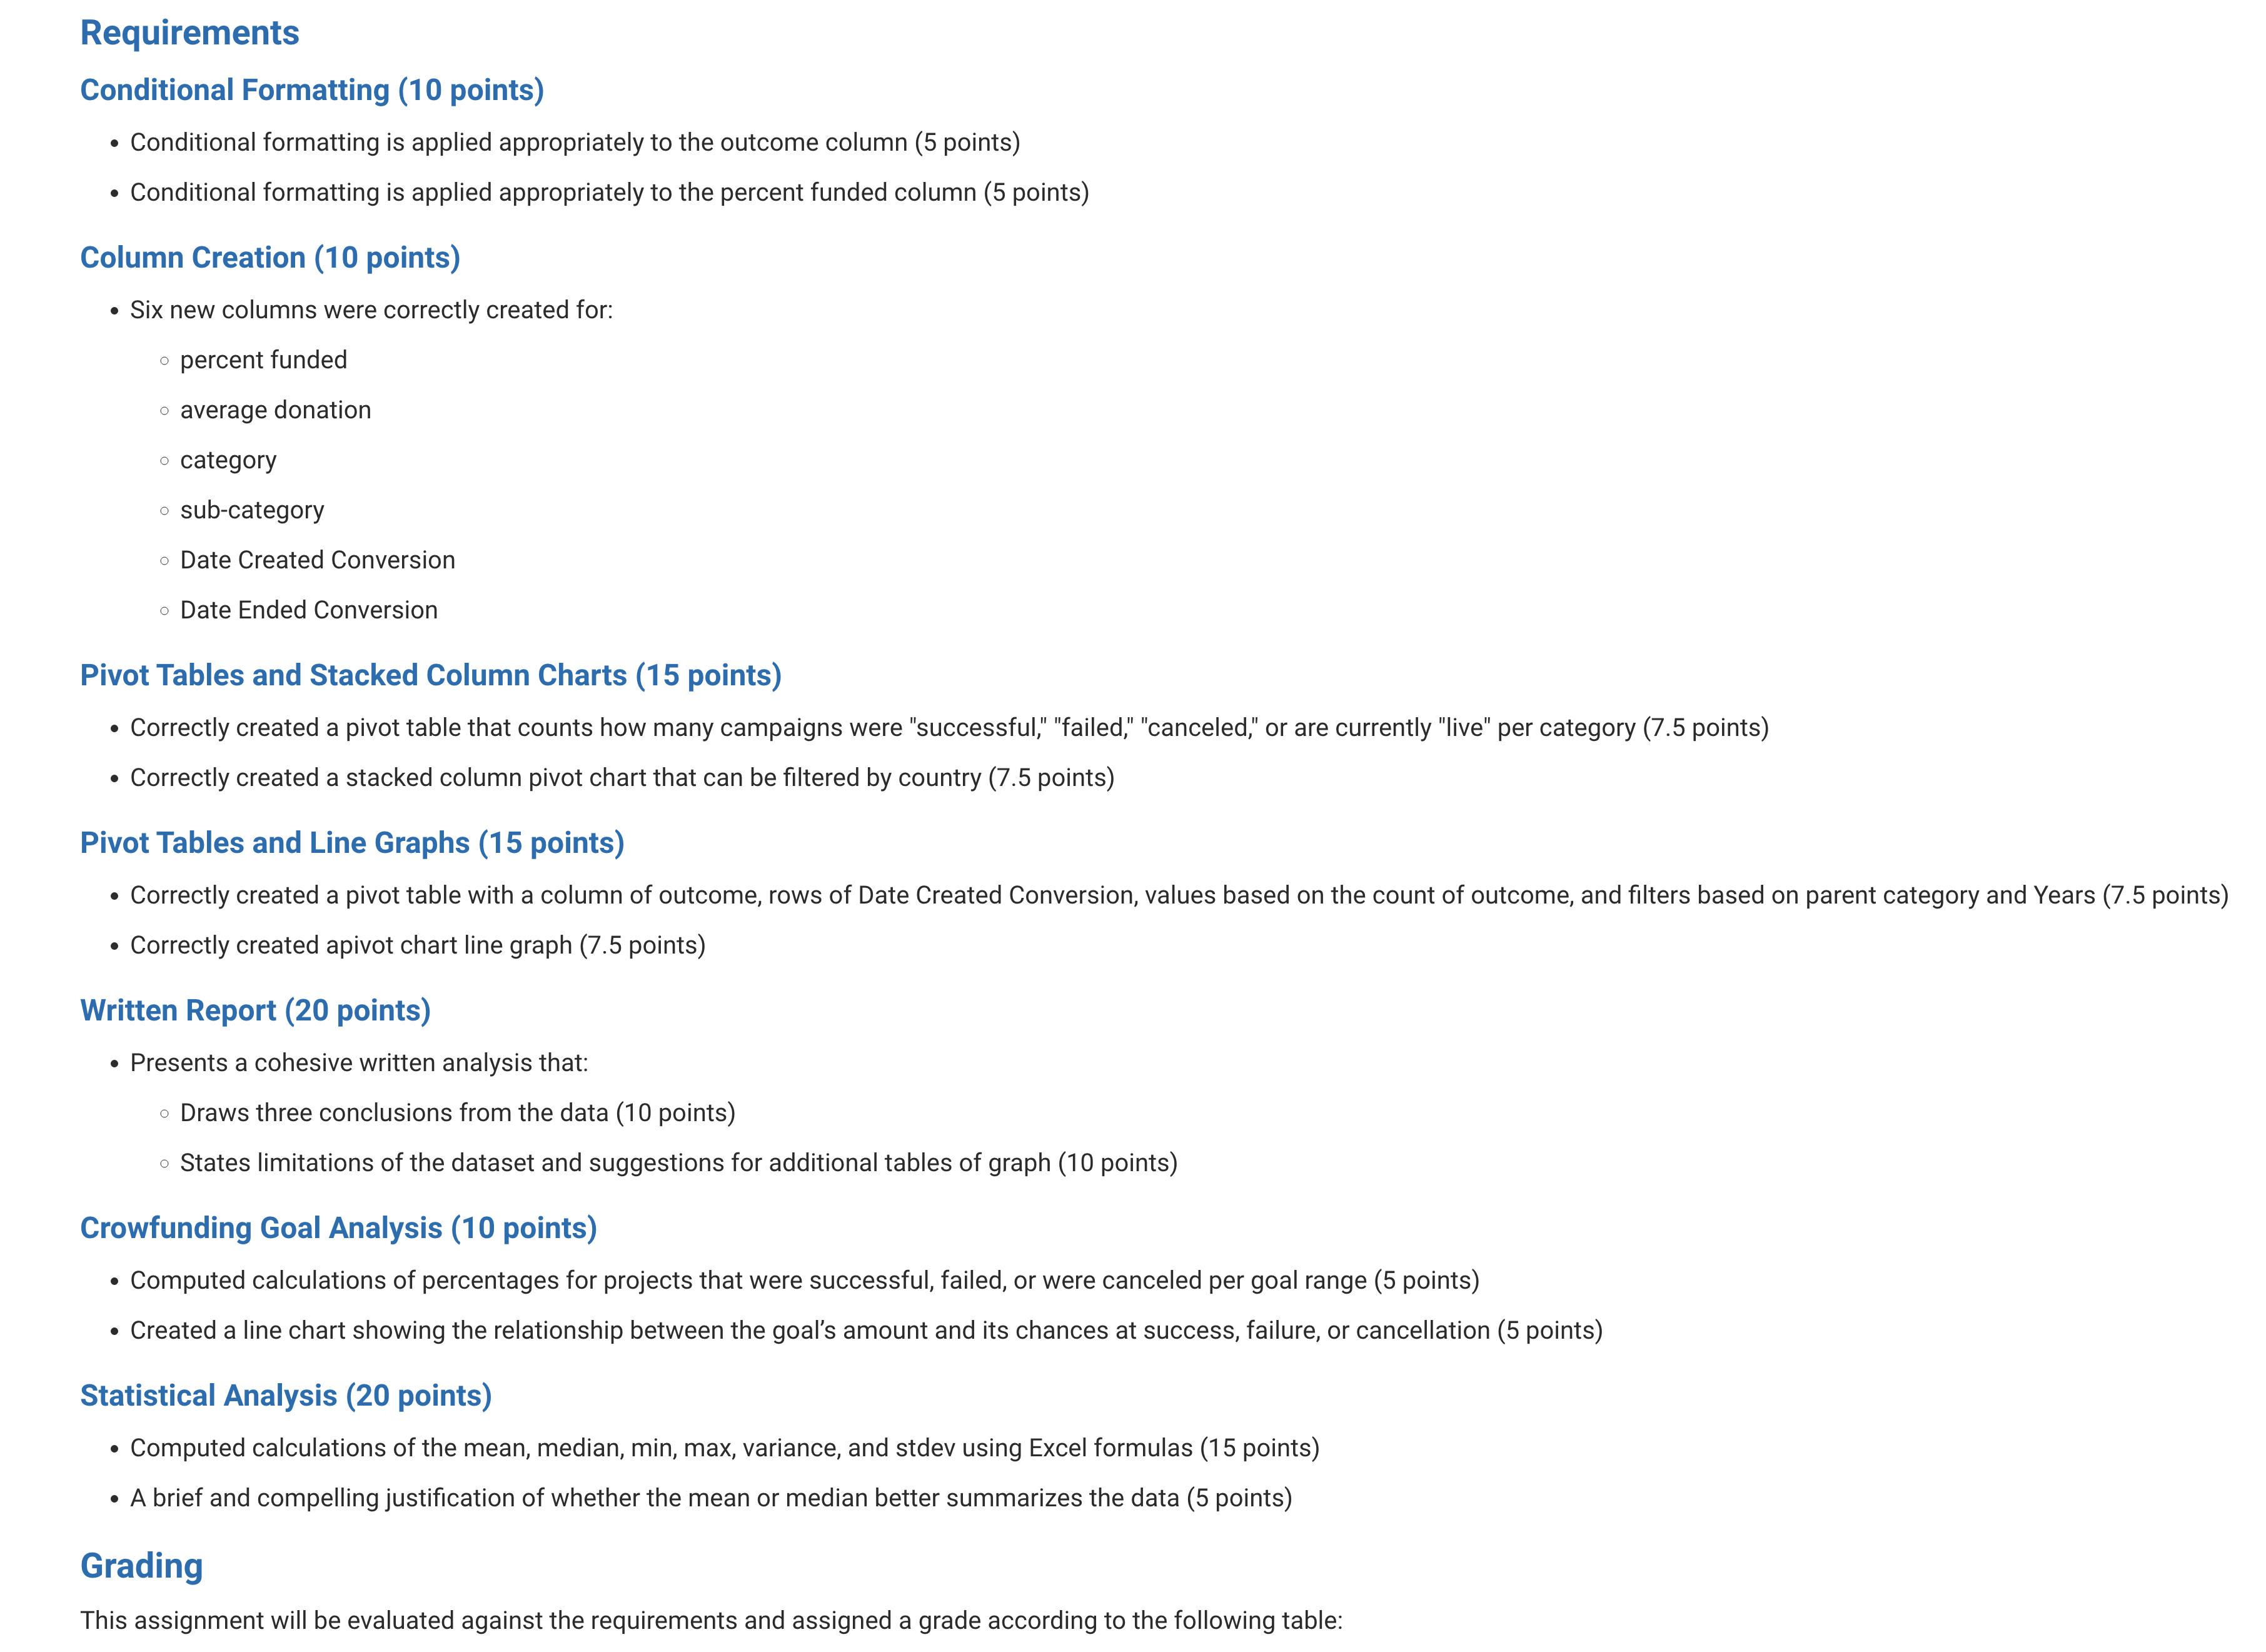 Requirements
Conditional Formatting (10 points)
• Conditional formatting is applied appropriately to the outcome column (5 points)
• Conditional formatting is applied appropriately to the percent funded column (5 points)
Column Creation (10 points)
• Six new columns were correctly created for:
◦ percent funded
◦ average donation
◦ category
◦ sub-category
◦ Date Created Conversion
◦ Date Ended Conversion
Pivot Tables and Stacked Column Charts (15 points)
• Correctly created a pivot table that counts how many campaigns were "successful," "failed," "canceled," or are currently "live" per category (7.5 points)
• Correctly created a stacked column pivot chart that can be filtered by country (7.5 points)
Pivot Tables and Line Graphs (15 points)
• Correctly created a pivot table with a column of outcome, rows of Date Created Conversion, values based on the count of outcome, and filters based on parent category and Years (7.5 points)
• Correctly created apivot chart line graph (7.5 points)
Written Report (20 points)
• Presents a cohesive written analysis that:
◦ Draws three conclusions from the data (10 points)
◦ States limitations of the dataset and suggestions for additional tables of graph (10 points)
Crowfunding Goal Analysis (10 points)
• Computed calculations of percentages for projects that were successful, failed, or were canceled per goal range (5 points)
• Created a line chart showing the relationship between the goal’s amount and its chances at success, failure, or cancellation (5 points)
Statistical Analysis (20 points)
• Computed calculations of the mean, median, min, max, variance, and stdev using Excel formulas (15 points)
• A brief and compelling justification of whether the mean or median better summarizes the data (5 points)
Grading
This assignment will be evaluated against the requirements and assigned a grade according to the following table: